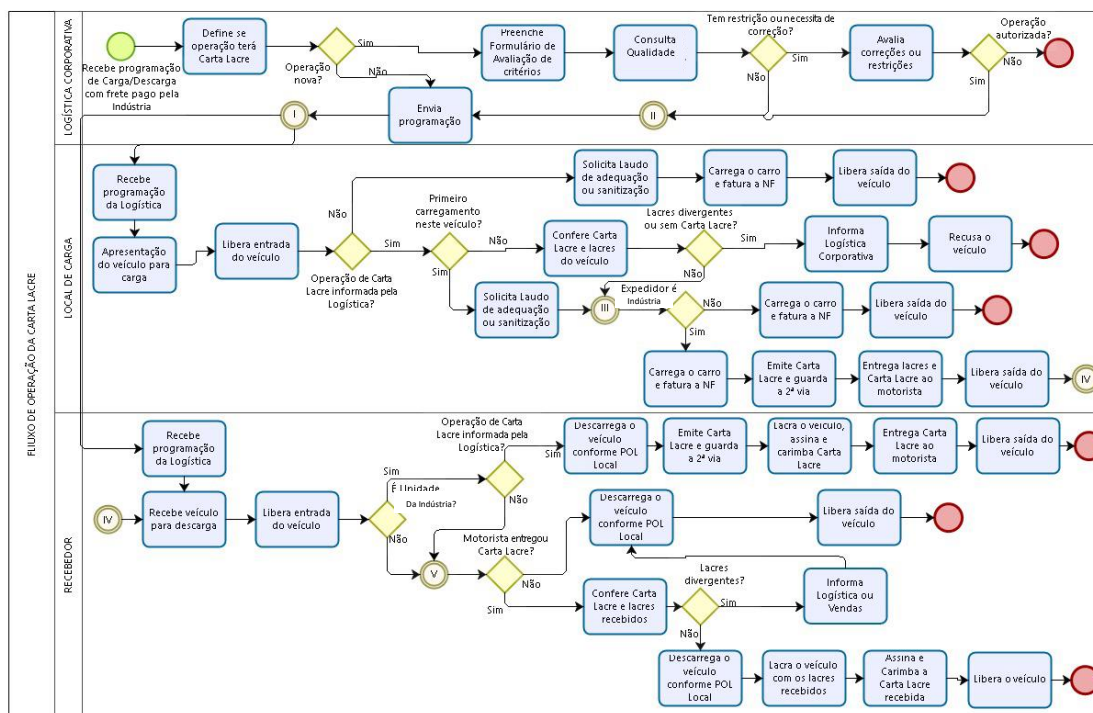 FLUXO DE OPERAÇÃO DA CARTA LACRE
LOGÍSTICA CORPORATIVA
Recebe programação
de Carga/Descarga
com frete pago pela
Indústria
Define se
operação terá
Carta Lacre
Operação
nova?
Sim
Não
Preenche
Formulário de
Avaliação de
critérios
Consulta
Qualidade
Tem restrição ou necessita de
correção?
Sim
Não
Avalia
correções ou
restrições
Operação
autorizada?
Sim
Não
I
Envia
programação
II
LOCAL DE CARGA
Recebe
programação
da Logística
Apresentação
do veículo para
carga
Libera entrada
do veículo
Operação de Carta
Lacre informada pela
Logística?
Não
Sim
Solicita Laudo
de adequação
ou sanitização
Carrega o carro
e fatura a NF
Libera saída do
veículo
Primeiro
carregamento
neste veículo?
Não
Sim
Confere Carta
Lacre e lacres
do veículo
Lacres divergentes
ou sem Carta Lacre?
Sim
Não
Informa
Logística
Corporativa
Recusa o
veículo
Solicita Laudo
de adequação
ou sanitização
III
Expedidor é
Indústria
Não
Sim
Carrega o carro
e fatura a NF
Libera saída do
veículo
Carrega o carro
e fatura a NF
Emite Carta
Lacre e guarda
a 2ª via
Entrega lacres e
Carta Lacre ao
motorista
Libera saída do
veículo
IV
RECEBEDOR
Recebe
programação
da Logística
IV
Recebe veículo
para descarga
Libera entrada
do veículo
Sim
É Unidade
Da Indústria?
Não
Operação de Carta
Lacre informada pela
Logística?
Sim
Não
Descarrega o
veículo
conforme POL
Local
Emite Carta
Lacre e guarda
a 2ª via
Lacra o veículo,
assina e
carimba Carta
Lacre
Entrega Carta
Lacre ao
motorista
Libera saída do
veículo
V
Motorista entregou
Carta Lacre?
Não
Sim
Descarrega o
veículo
conforme POL
Local
Libera saída do
veículo
Confere Carta
Lacre e lacres
recebidos
Lacres
divergentes?
Sim
Não
Informa
Logística ou
Vendas
Descarrega o
veículo
conforme POL
Local
Lacra o veículo
com os lacres
recebidos
Assina e
Carimba a
Carta Lacre
recebida
Libera o veículo